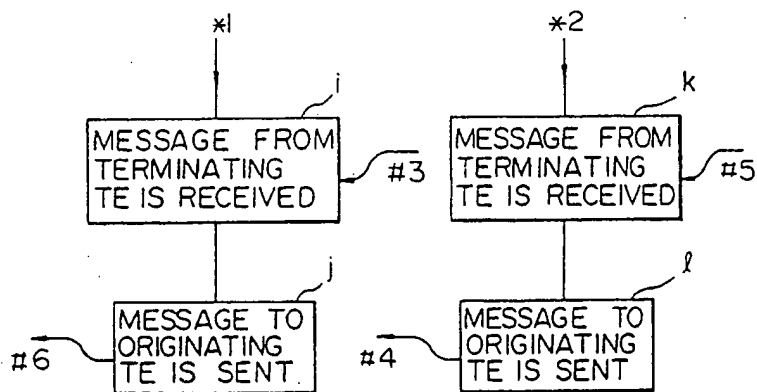 *1
i
MESSAGE FROM
TERMINATING
TE IS RECEIVED
#3
j
MESSAGE TO
ORIGINATING
TE IS SENT
#6
*2
k
MESSAGE FROM
TERMINATING
TE IS RECEIVED
#5
l
MESSAGE TO
ORIGINATING
TE IS SENT
#4